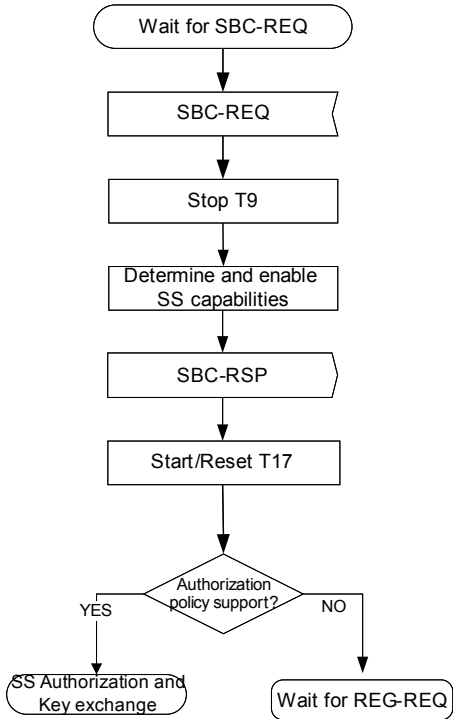 Wait for SBC-REQ
SBC-REQ
Stop T9
Determine and enable
SS capabilities
SBC-RSP
Start/Reset T17
Authorization
policy support?
YES
NO
SS Authorization and
Key exchange
Wait for REG-REQ